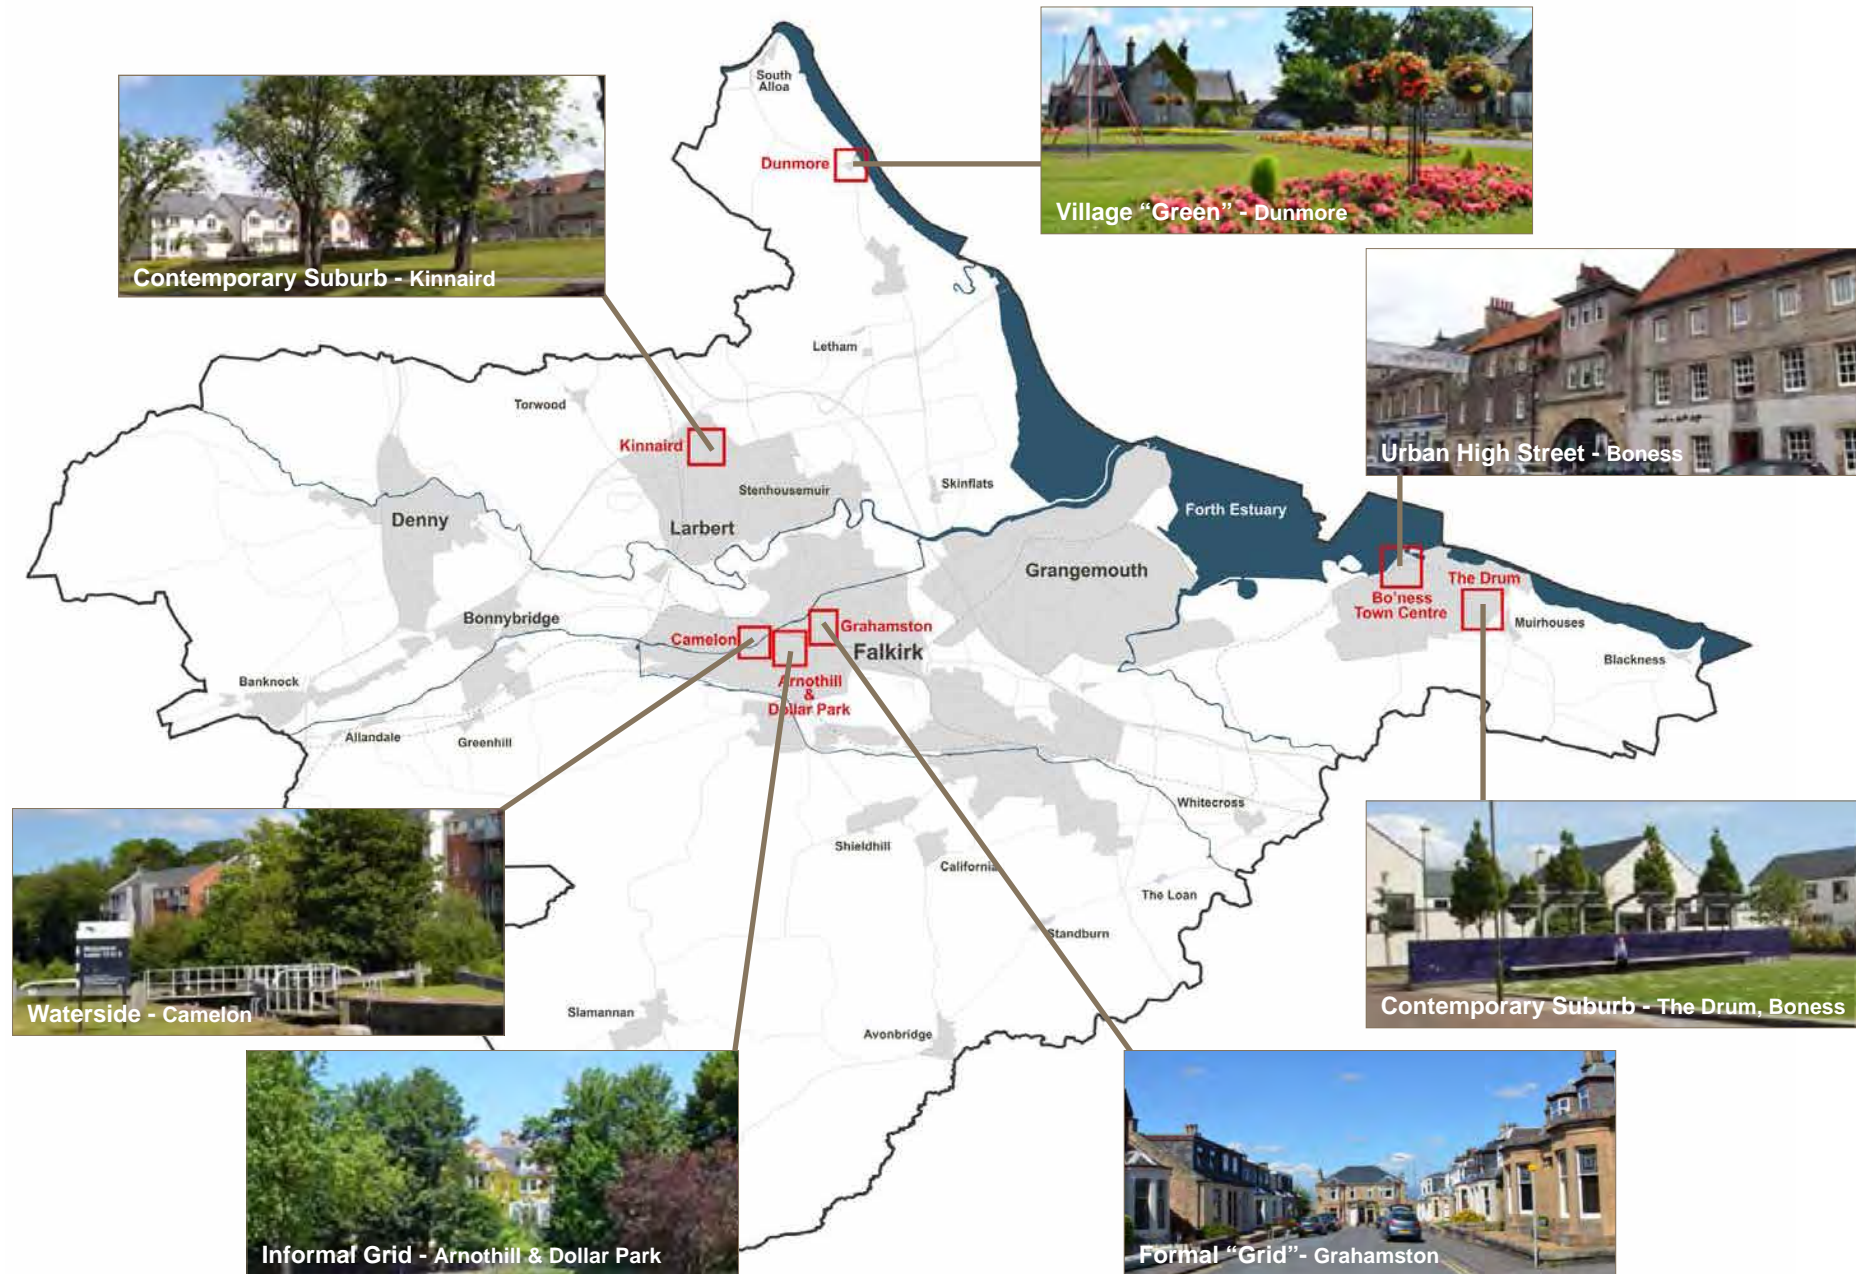 South
Alloa
Dunmore
Village “Green” - Dunmore
Contemporary Suburb - Kinnaird
Letham
Torwood
Kinnaird
Urban High Street - Boness
Stenhousemuir
Skinflats
Denny
Larbert
Forth Estuary
Grangemouth
The Drum
Bo'ness
Town Centre
Muirhouses
Blackness
Bonnybridge
Camelon
Grahamston
Falkirk
Arnothill
&
Dollar Park
Banknock
Allandale
Greenhill
Whitecross
Shieldhill
California
The Loan
Standburn
Slamannan
Avonbridge
Waterside - Camelon
Contemporary Suburb - The Drum, Boness
Informal Grid - Arnothill & Dollar Park
Formal “Grid”- Grahamston